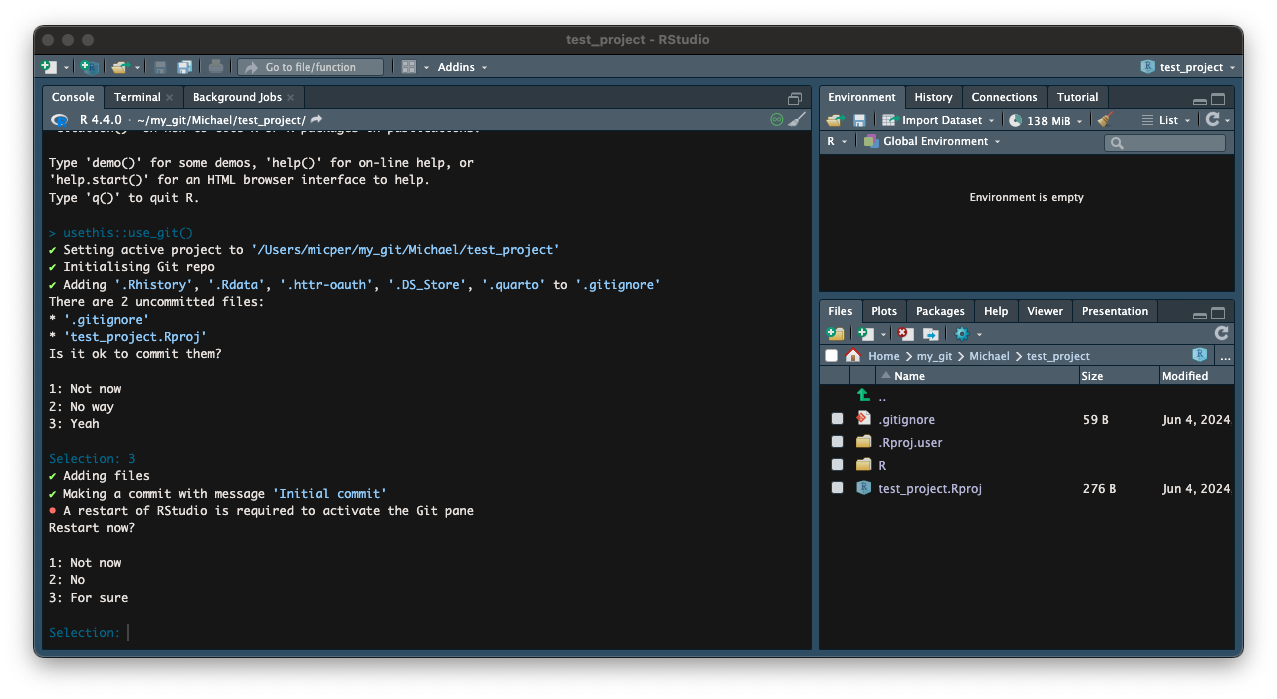 test_project - RStudio
Go to file/function
Addins
test_project
Console Terminal Background Jobs
R 4.4.0 · ~/my_git/Michael/test_project/
Type 'demo()' for some demos, 'help()' for on-line help, or
'help.start()' for an HTML browser interface to help.
Type 'q()' to quit R.
> usethis::use_git()
✔ Setting active project to '/Users/micper/my_git/Michael/test_project'
✔ Initialising Git repo
✔ Adding '.Rhistory', '.Rdata', '.httr-oauth', '.DS_Store', '.quarto' to '.gitignore'
There are 2 uncommitted files:
* '.gitignore'
* 'test_project.Rproj'
Is it ok to commit them?
1: Not now
2: No way
3: Yeah
Selection: 3
✔ Adding files
✔ Making a commit with message 'Initial commit'
● A restart of RStudio is required to activate the Git pane
Restart now?
1: Not now
2: No
3: For sure
Selection:
Environment History Connections Tutorial
Import Dataset 138 MiB List
R Global Environment
Environment is empty
Files Plots Packages Help Viewer Presentation
Home > my_git > Michael > test_project R ...
Name Size Modified
..
.gitignore 59 B Jun 4, 2024
.Rproj.user
R
test_project.Rproj 276 B Jun 4, 2024